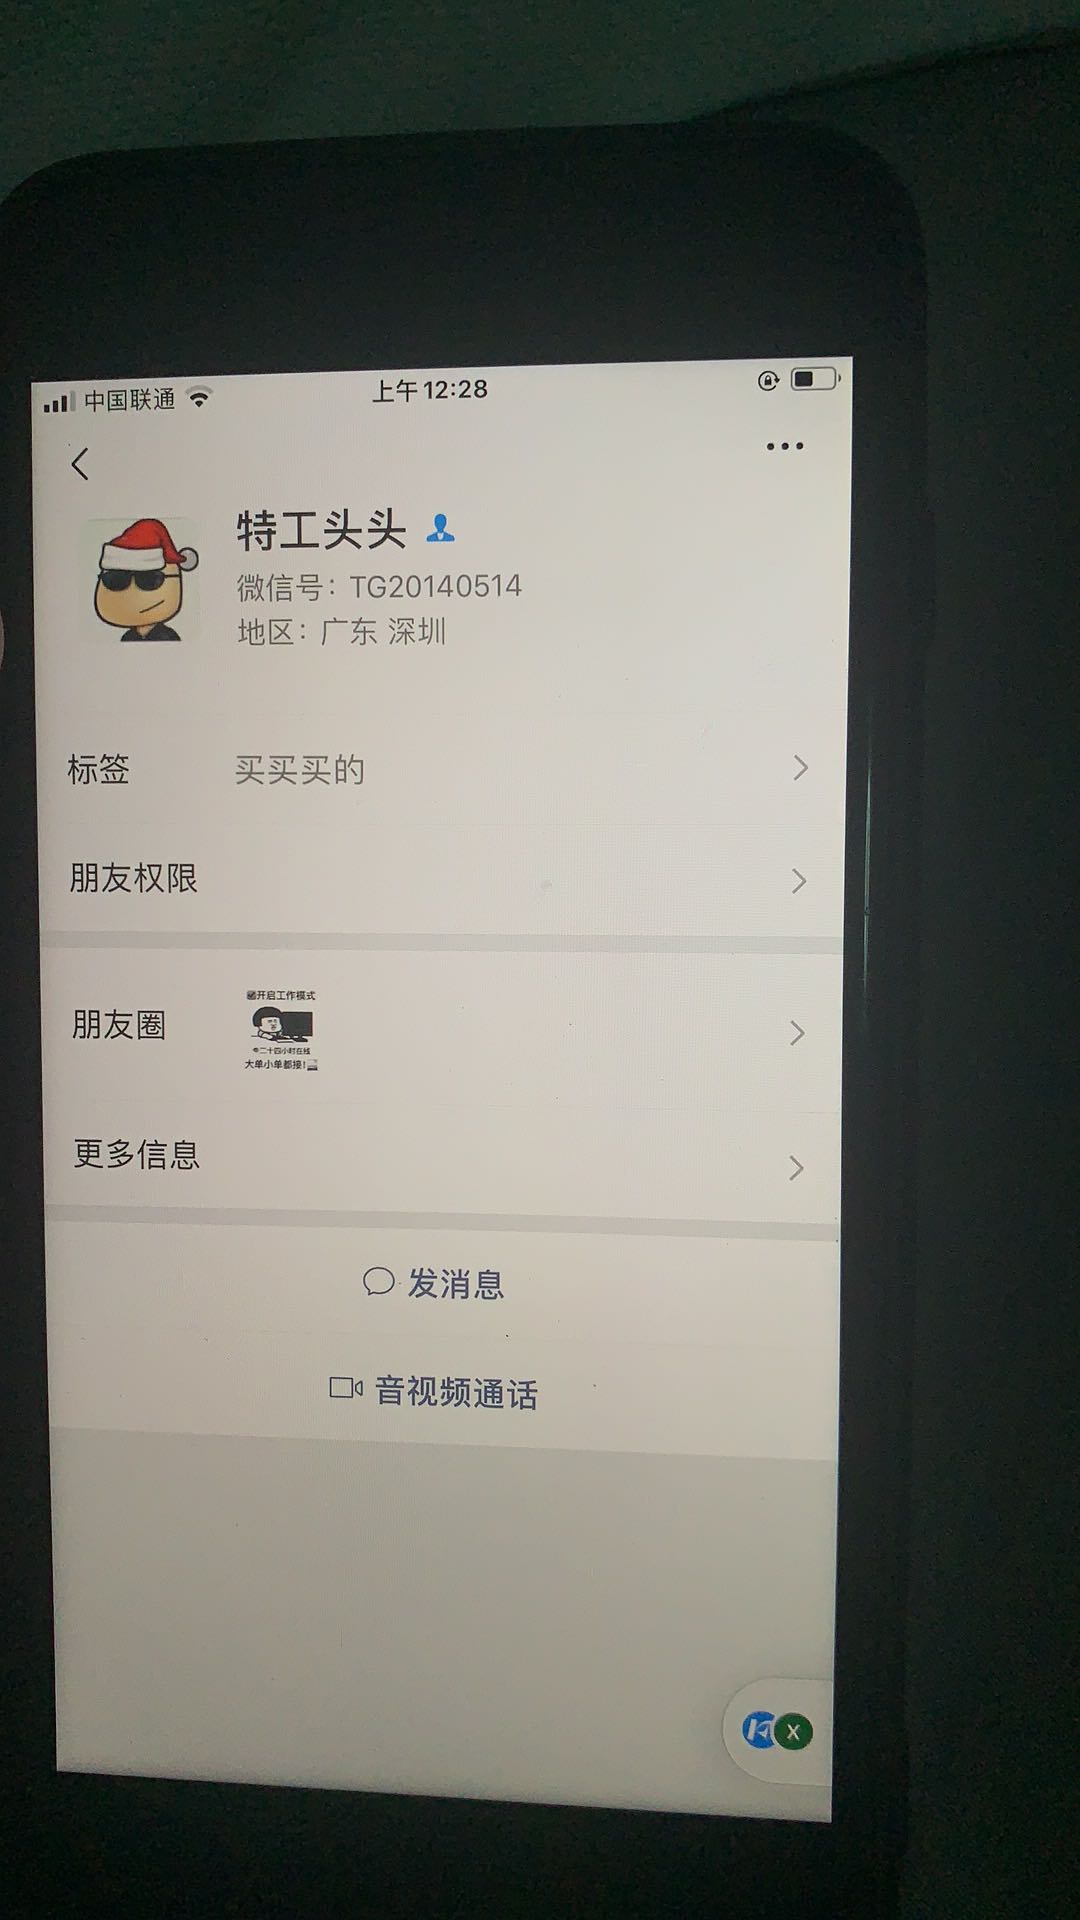 中国联通
上午12:28
特工头头
微信号：TG20140514
地区：广东 深圳
标签
买买买的
朋友权限
朋友圈
开启工作模式
二十四小时在线
大单小单都接!
更多信息
发消息
音视频通话
X